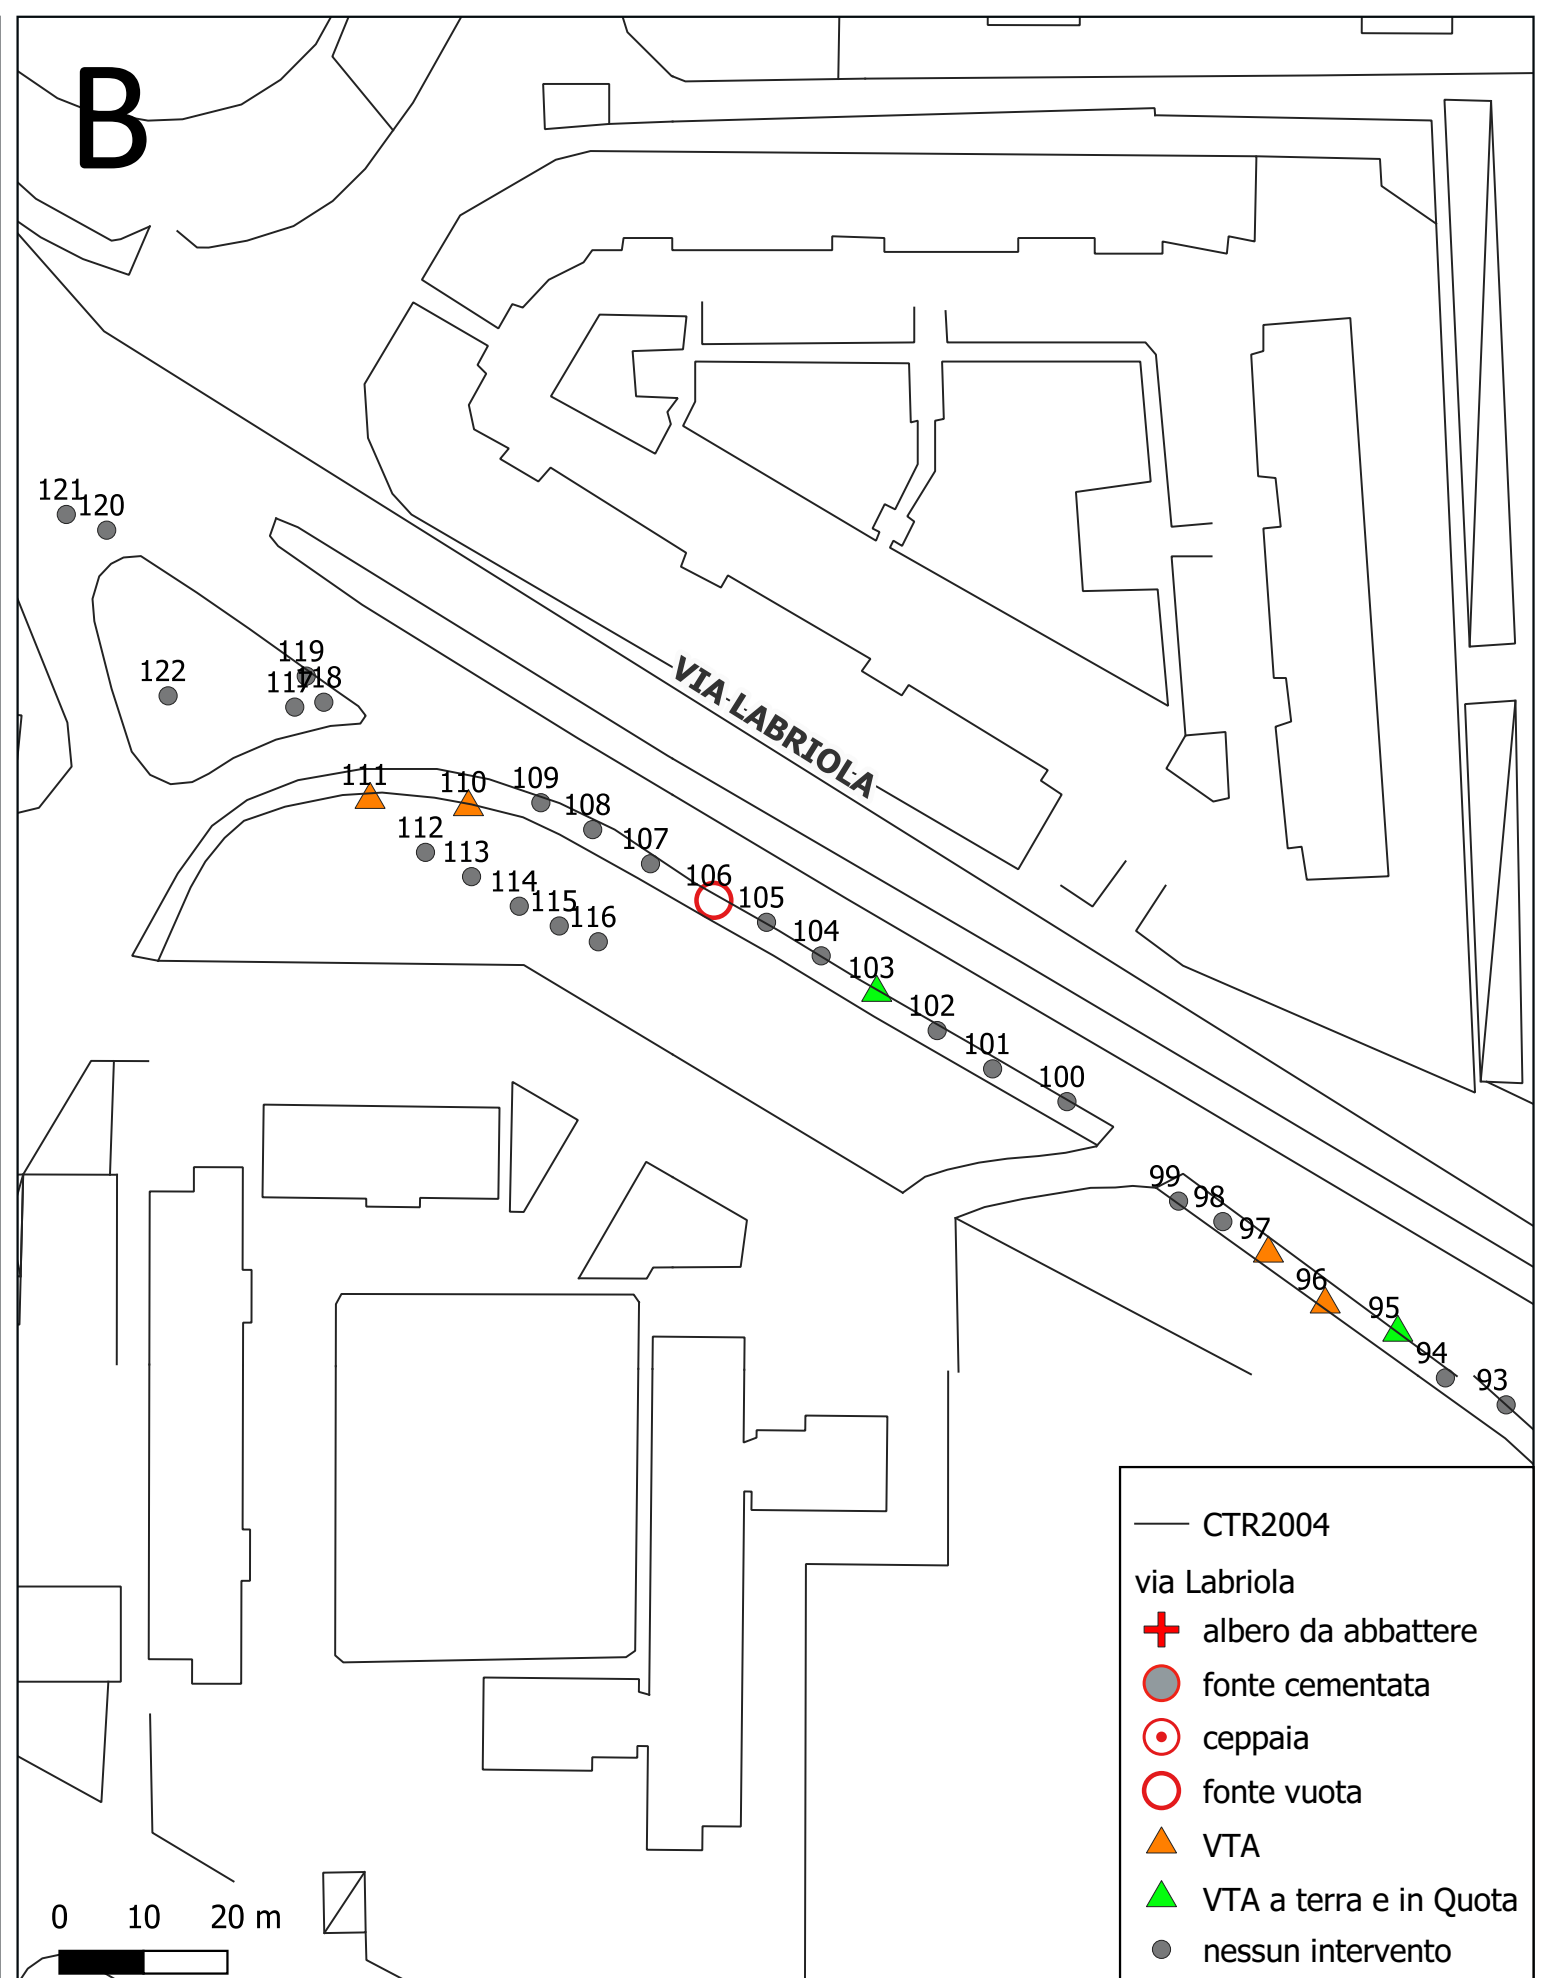 B
121
120
119
118
117
122
VIA LABRIOLA
111
110
109
108
107
112
113
114
115
116
106
105
104
103
102
101
100
99
98
97
96
95
94
93
CTR2004
via Labriola
albero da abbattere
fonte cementata
ceppaia
fonte vuota
VTA
VTA a terra e in Quota
nessun intervento
0 10 20 m